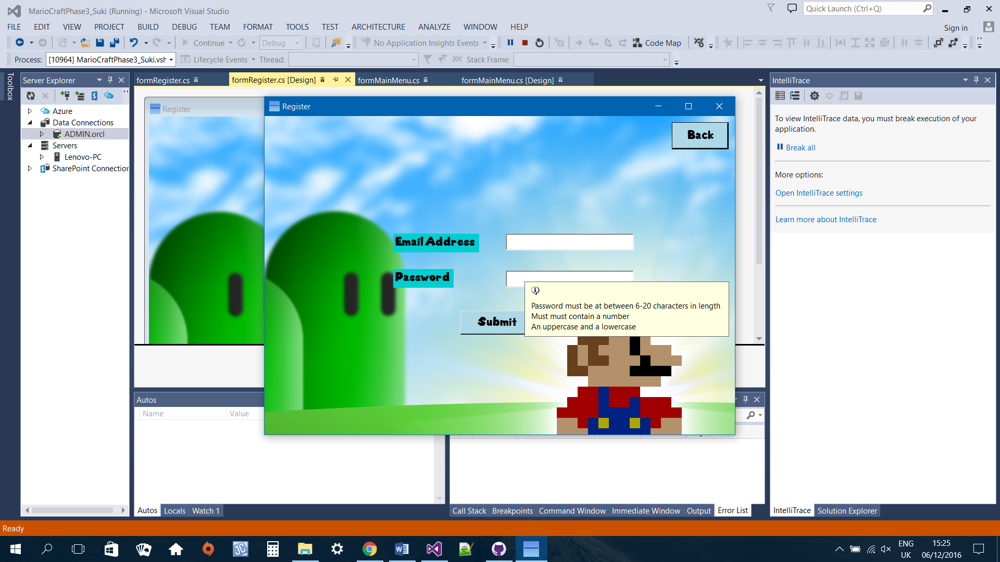 MarioCraftPhase3_Suki (Running) - Microsoft Visual Studio
Quick Launch (Ctrl+Q)
FILE EDIT VIEW PROJECT BUILD DEBUG TEAM FORMAT TOOLS TEST ARCHITECTURE ANALYZE WINDOW HELP
Sign in
Continue Debug No Application Insights Events Code Map
Process: [10964] MarioCraftPhase3_Suki.vsh Lifecycle Events Thread: Stack Frame:
Toolbox
Server Explorer
Azure
Data Connections
ADMIN.orcl
Servers
Lenovo-PC
SharePoint Connection
formRegister.cs formRegister.cs [Design] formMainMenu.cs formMainMenu.cs [Design]
Register
Register
Back
Email Address
Password
Submit
Password must be at between 6-20 characters in length
Must must contain a number
An uppercase and a lowercase
IntelliTrace
To view IntelliTrace data, you must break execution of your
application.
Break all
More options:
Open IntelliTrace settings
Learn more about IntelliTrace
Autos
Name Value
Autos Locals Watch 1
Call Stack Breakpoints Command Window Immediate Window Output Error List
IntelliTrace Solution Explorer
Ready
JC
MARIOCRAFT
ENG
UK
15:25
06/12/2016